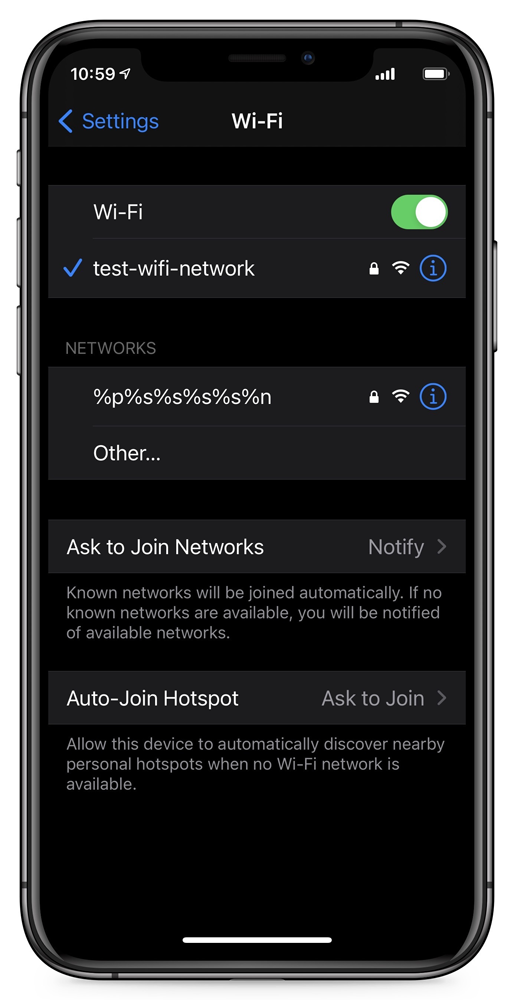 10:59
Settings
Wi-Fi
Wi-Fi
test-wifi-network
NETWORKS
%p%s%s%s%s%n
Other...
Ask to Join Networks Notify
Known networks will be joined automatically. If no
known networks are available, you will be notified
of available networks.
Auto-Join Hotspot Ask to Join
Allow this device to automatically discover nearby
personal hotspots when no Wi-Fi network is
available.